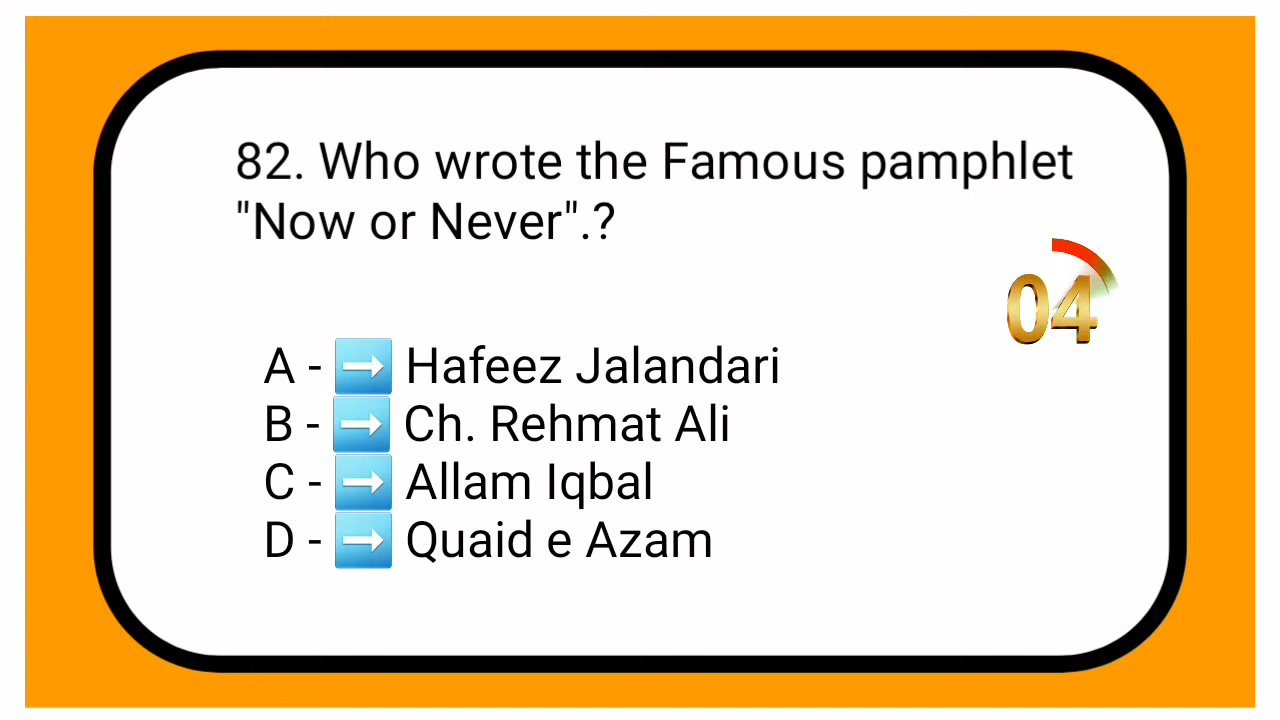 82. Who wrote the Famous pamphlet
"Now or Never".?
04
A - ➡️ Hafeez Jalandari
B - ➡️ Ch. Rehmat Ali
C - ➡️ Allam Iqbal
D - ➡️ Quaid e Azam